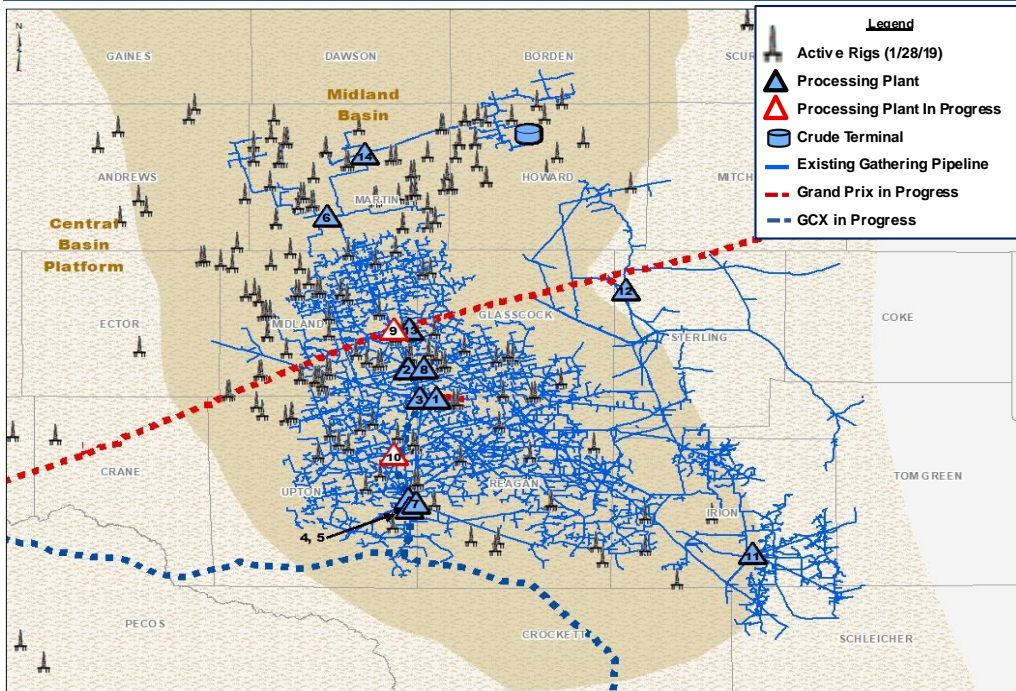 N
GAINES
DAWSON
BORDEN
SCUR
Legend
Active Rigs (1/28/19)
Processing Plant
Processing Plant In Progress
Crude Terminal
Existing Gathering Pipeline
Grand Prix in Progress
GCX in Progress
Midland
Basin
14
ANDREWS
HOWARD
MITCH
MARTIN
6
Central
Basin
Platform
12
ECTOR
MIDLAND
9
13
GLASSCOCK
STERLING
COKE
2
8
3
1
10
CRANE
UPTON
REAGAN
TOM GREEN
7
4, 5
IRION
11
PECOS
CROCKETT
SCHLEICHER